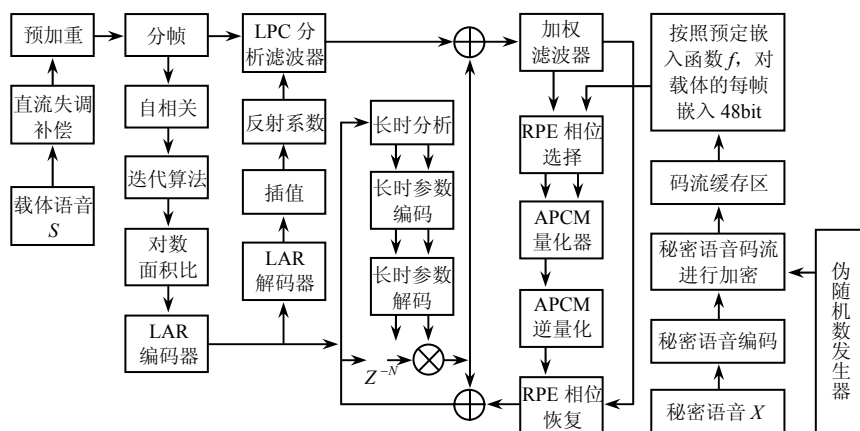 预加重
分帧
LPC 分
析滤波器
加权
滤波器
按照预定嵌
入函数 f，对
载体的每帧
嵌入 48bit
直流失调
补偿
自相关
反射系数
长时分析
RPE 相位
选择
载体语音
S
迭代算法
插值
长时参数
编码
APCM
量化器
码流缓存区
对数
面积比
LAR
解码器
长时参数
解码
APCM
逆量化
秘密语音码流
进行加密
LAR
编码器
Z⁻ᴺ
秘密语音编码
RPE 相位
恢复
秘密语音 X
伪随机数发生器